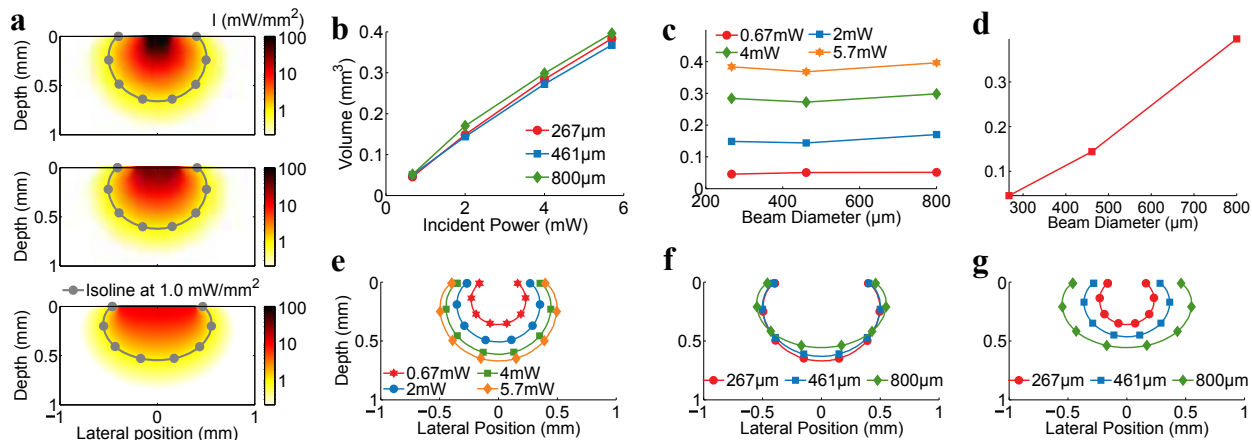 a
I (mW/mm²)
0
0.5
1
Depth (mm)
100
10
1
0
0.5
1
Depth (mm)
100
10
1
Isoline at 1.0 mW/mm²
0
0.5
1
Depth (mm)
100
10
1
−1 0 1
Lateral position (mm)
b
0.4
0.3
0.2
0.1
0
Volume (mm³)
267µm
461µm
800µm
0 2 4 6
Incident Power (mW)
c
0.67mW 2mW
4mW 5.7mW
0.4
0.3
0.2
0.1
0
200 400 600 800
Beam Diameter (µm)
d
0.3
0.2
0.1
300 400 500 600 700 800
Beam Diameter (µm)
e
0
0.5
1
Depth (mm)
0.67mW 4mW
2mW 5.7mW
−1 −0.5 0 0.5 1
Lateral Position (mm)
f
0
0.5
1
267µm 461µm 800µm
−1 −0.5 0 0.5 1
Lateral Position (mm)
g
0
0.5
1
267µm 461µm 800µm
−1 −0.5 0 0.5 1
Lateral Position (mm)